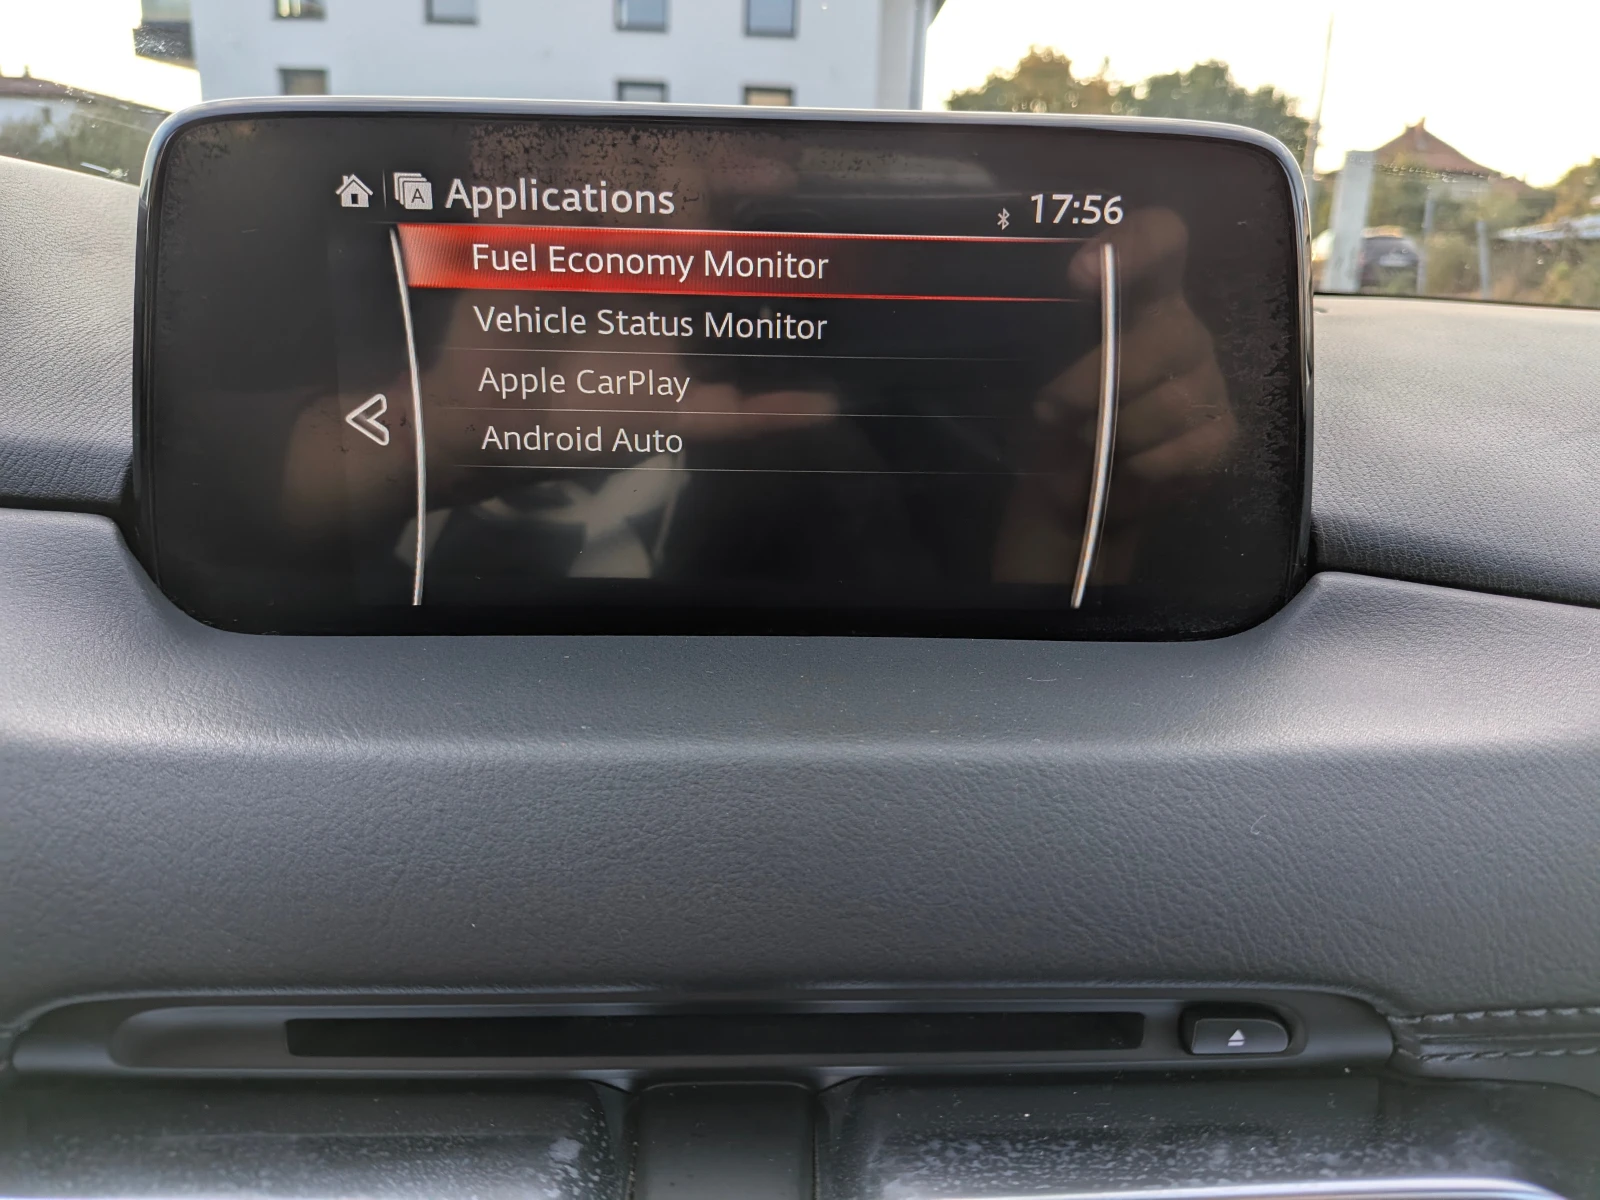 Applications
17:56
Fuel Economy Monitor
Vehicle Status Monitor
Apple CarPlay
Android Auto